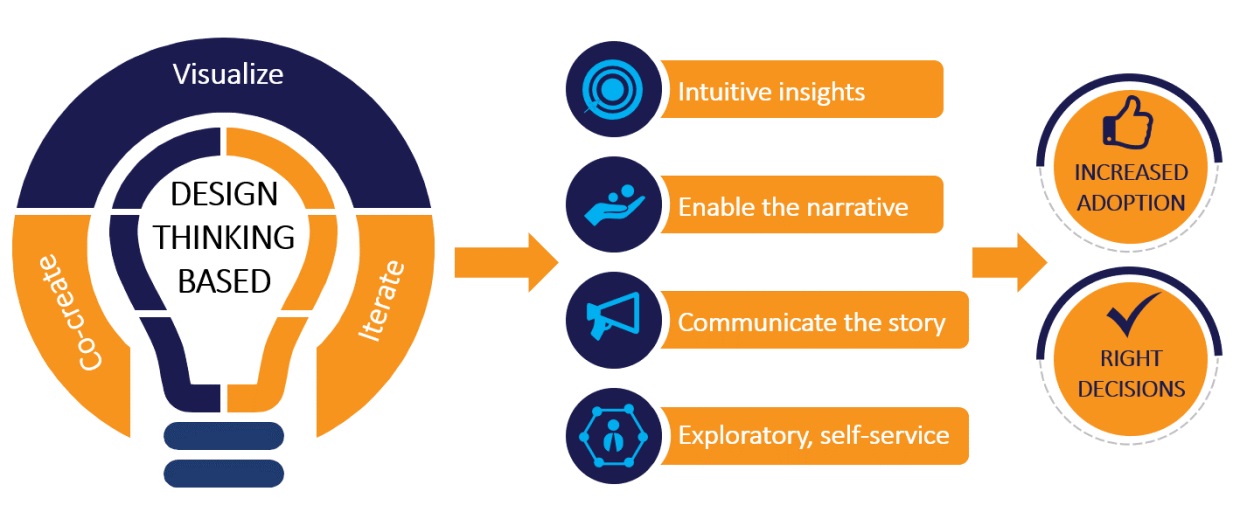 Visualize
Co-create
Iterate
DESIGN
THINKING
BASED
Intuitive insights
Enable the narrative
Communicate the story
Exploratory, self-service
INCREASED
ADOPTION
RIGHT
DECISIONS